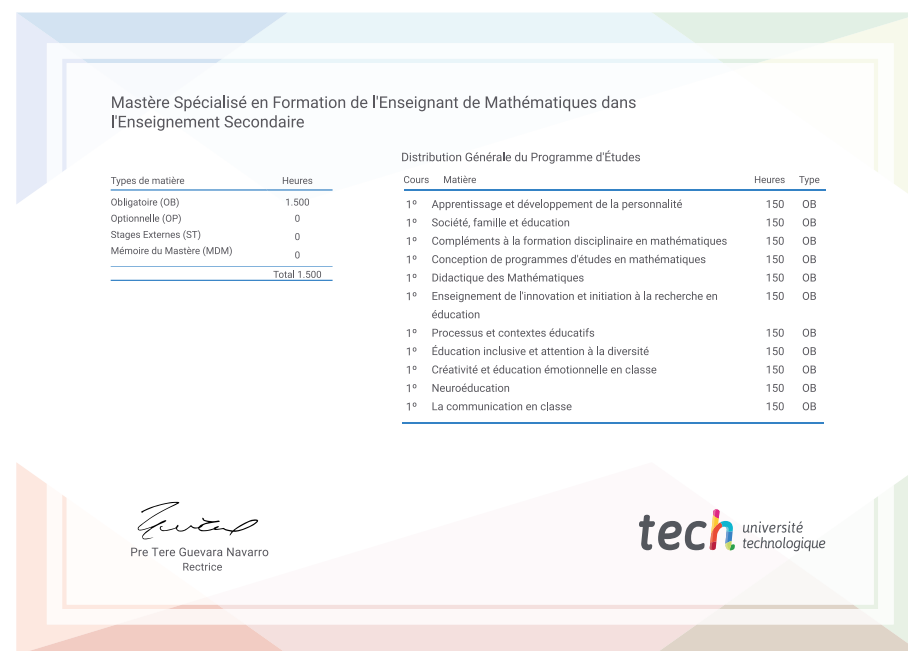 Mastère Spécialisé en Formation de l'Enseignant de Mathématiques dans
l'Enseignement Secondaire
Types de matière Heures
Obligatoire (OB) 1.500
Optionnelle (OP) 0
Stages Externes (ST) 0
Mémoire du Mastère (MDM) 0
Total 1.500
Distribution Générale du Programme d'Études
Cours Matière Heures Type
1º Apprentissage et développement de la personnalité 150 OB
1º Société, famille et éducation 150 OB
1º Compléments à la formation disciplinaire en mathématiques 150 OB
1º Conception de programmes d'études en mathématiques 150 OB
1º Didactique des Mathématiques 150 OB
1º Enseignement de l'innovation et initiation à la recherche en 150 OB
éducation
1º Processus et contextes éducatifs 150 OB
1º Éducation inclusive et attention à la diversité 150 OB
1º Créativité et éducation émotionnelle en classe 150 OB
1º Neuroéducation 150 OB
1º La communication en classe 150 OB
Pre Tere Guevara Navarro
Rectrice
tech université
technologique